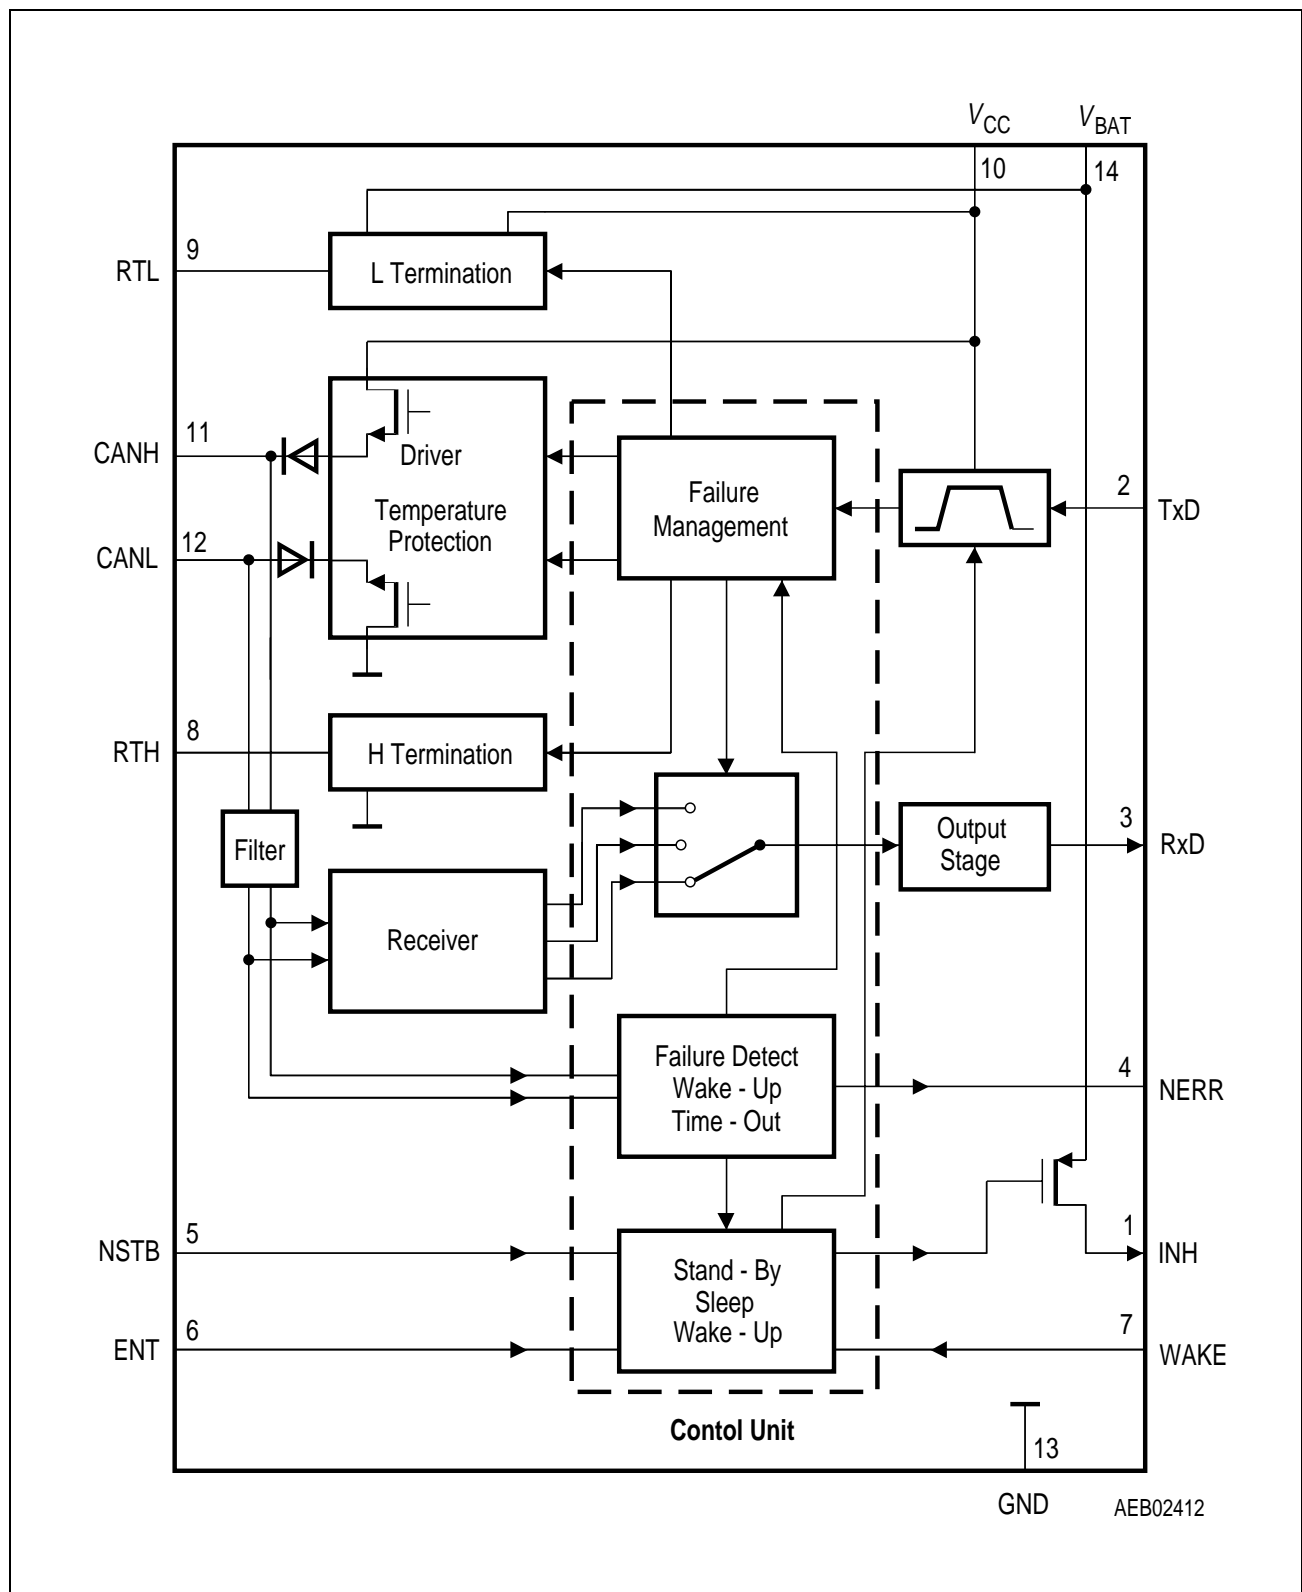 VCC
VBAT
10
14
9
RTL
L Termination
11
CANH
Driver
Temperature
Protection
12
CANL
Failure
Management
2
TxD
8
RTH
H Termination
Filter
Receiver
Output
Stage
3
RxD
Failure Detect
Wake - Up
Time - Out
4
NERR
5
NSTB
Stand - By
Sleep
Wake - Up
1
INH
6
ENT
7
WAKE
Contol Unit
13
GND
AEB02412